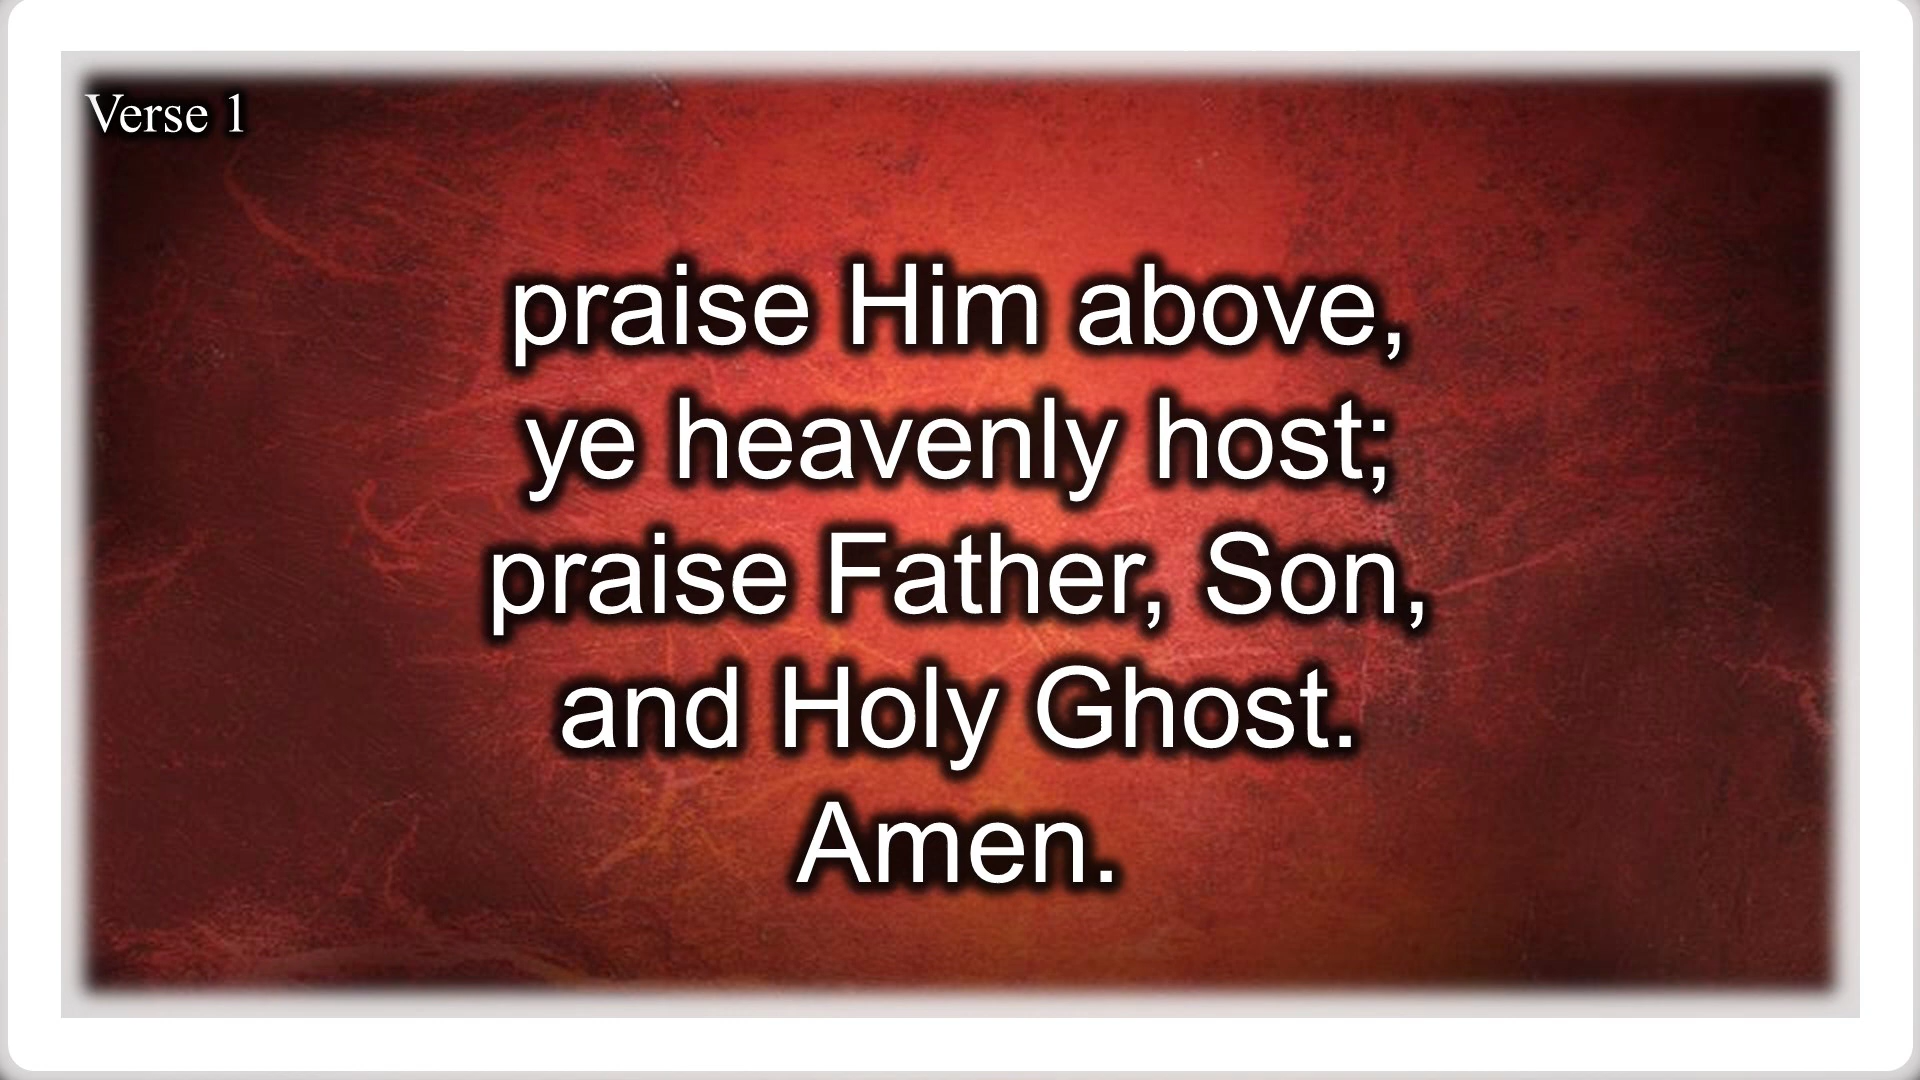 Verse 1
praise Him above,
ye heavenly host;
praise Father, Son,
and Holy Ghost.
Amen.